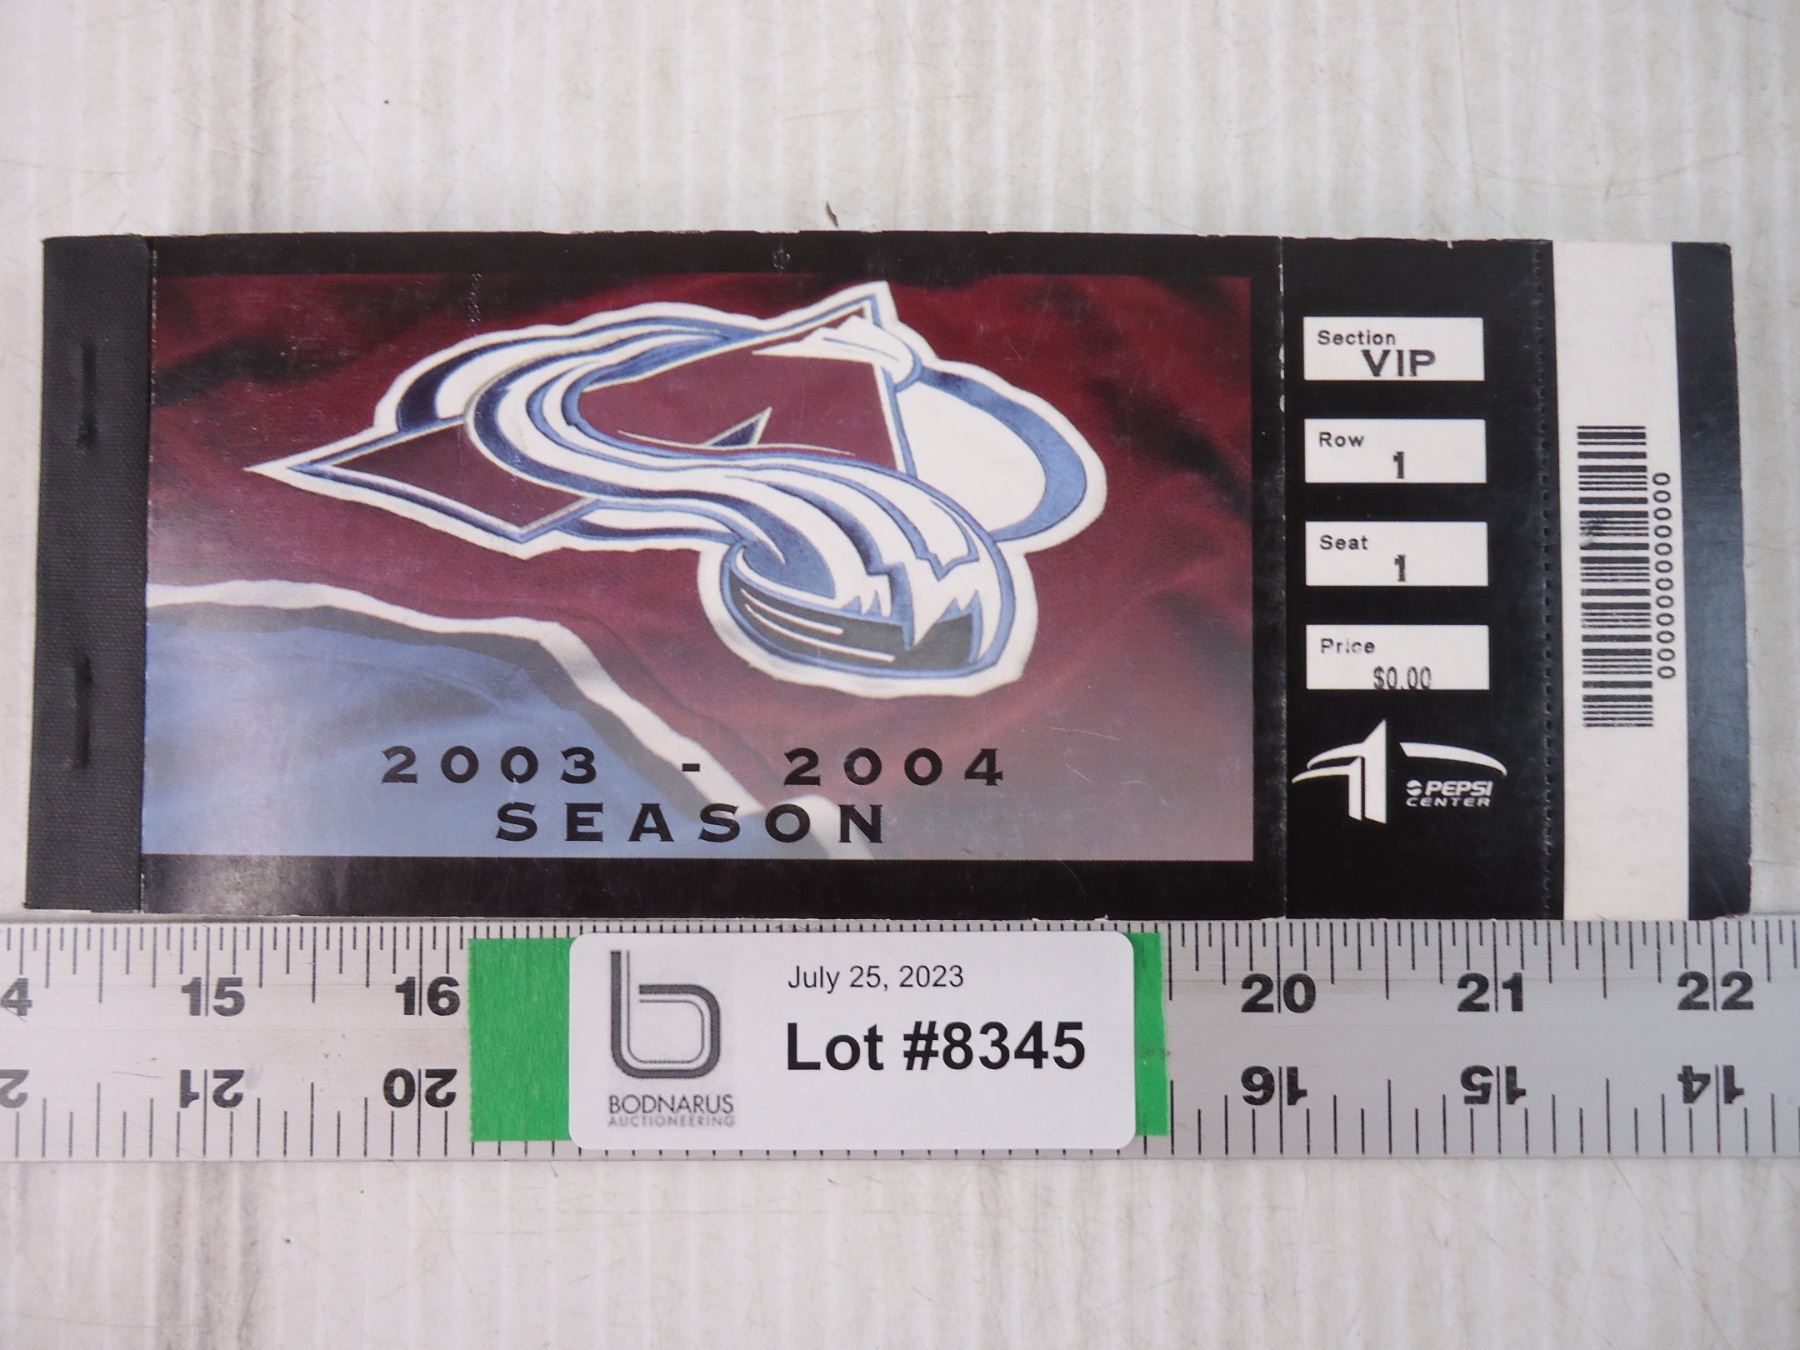 Section
VIP
Row
1
Seat
1
Price
$0.00
PEPSI
CENTER
2003 - 2004
SEASON
4 15 16 20 21 22
July 25, 2023
Lot #8345
BODNARUS
AUCTIONEERING
2 21 20 16 15 14